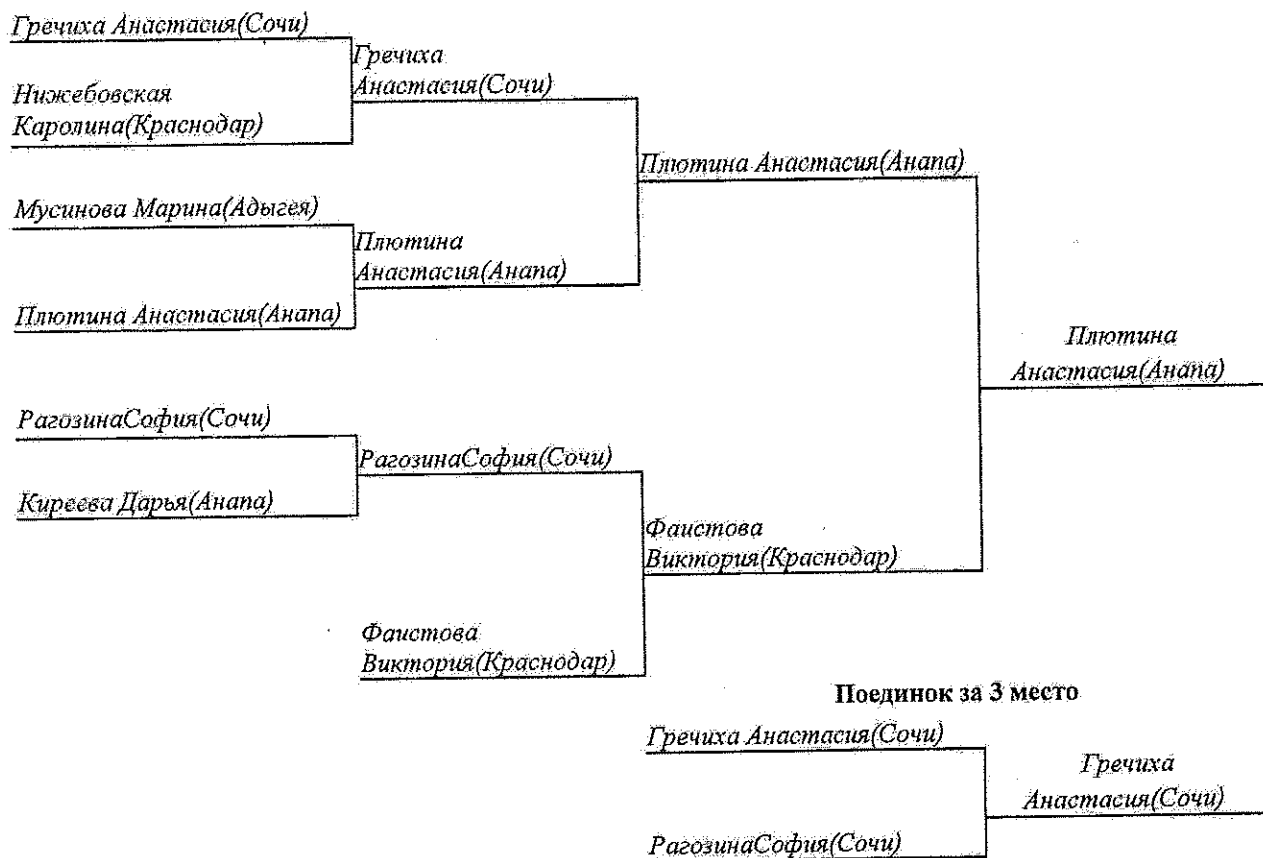 Гречиха Анастасия(Сочи)
Гречиха
Анастасия(Сочи)
Нижебовская
Каролина(Краснодар)
Плютина Анастасия(Анапа)
Мусинова Марина(Адыгея)
Плютина
Анастасия(Анапа)
Плютина Анастасия(Анапа)
Плютина
Анастасия(Анапа)
РагозинаСофия(Сочи)
РагозинаСофия(Сочи)
Киреева Дарья(Анапа)
Фаистова
Виктория(Краснодар)
Фаистова
Виктория(Краснодар)
Поединок за 3 место
Гречиха Анастасия(Сочи)
Гречиха
Анастасия(Сочи)
РагозинаСофия(Сочи)